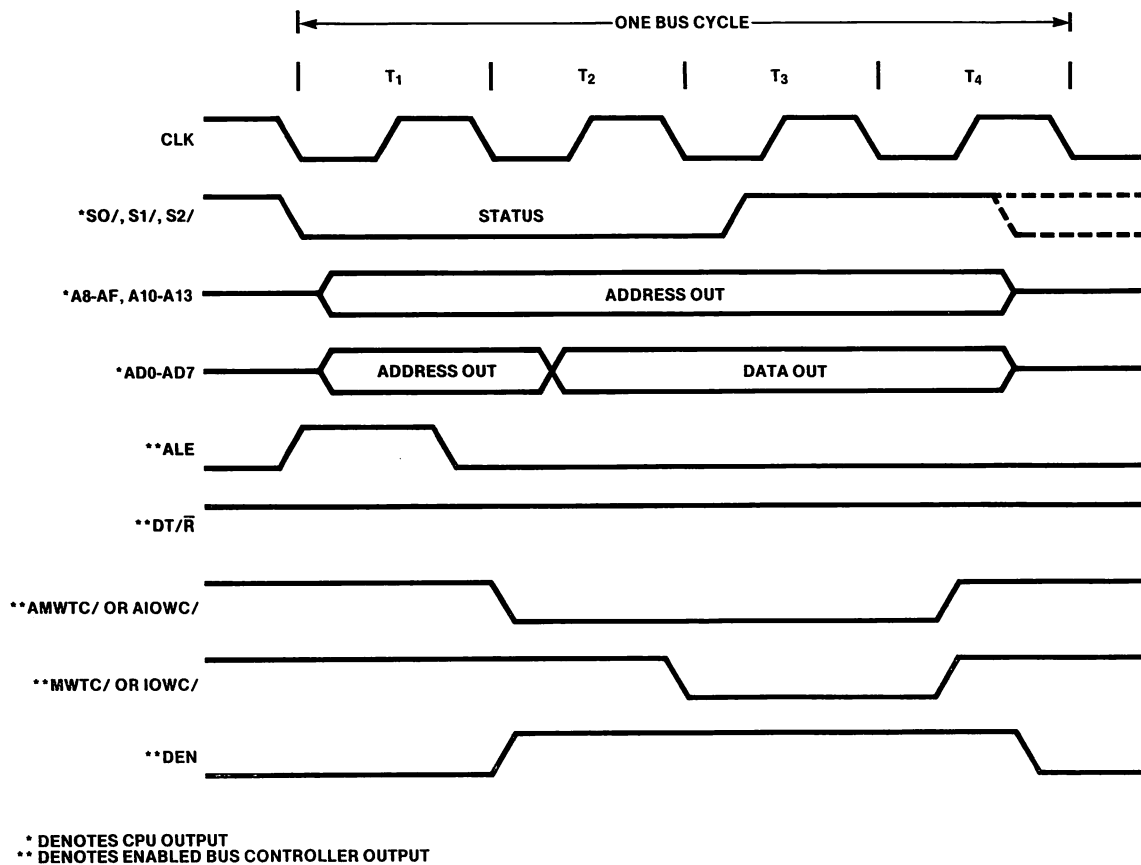 ONE BUS CYCLE
T1 T2 T3 T4
CLK
*SO/, S1/, S2/ STATUS
*A8-AF, A10-A13 ADDRESS OUT
*AD0-AD7 ADDRESS OUT DATA OUT
**ALE
**DT/R̅
**AMWTC/ OR AIOWC/
**MWTC/ OR IOWC/
**DEN
* DENOTES CPU OUTPUT
** DENOTES ENABLED BUS CONTROLLER OUTPUT